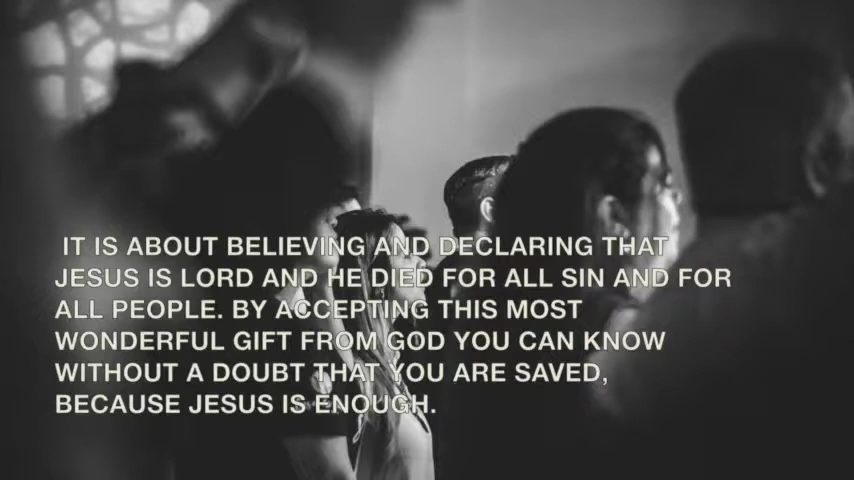 IT IS ABOUT BELIEVING AND DECLARING THAT
JESUS IS LORD AND HE DIED FOR ALL SIN AND FOR
ALL PEOPLE. BY ACCEPTING THIS MOST
WONDERFUL GIFT FROM GOD YOU CAN KNOW
WITHOUT A DOUBT THAT YOU ARE SAVED,
BECAUSE JESUS IS ENOUGH.